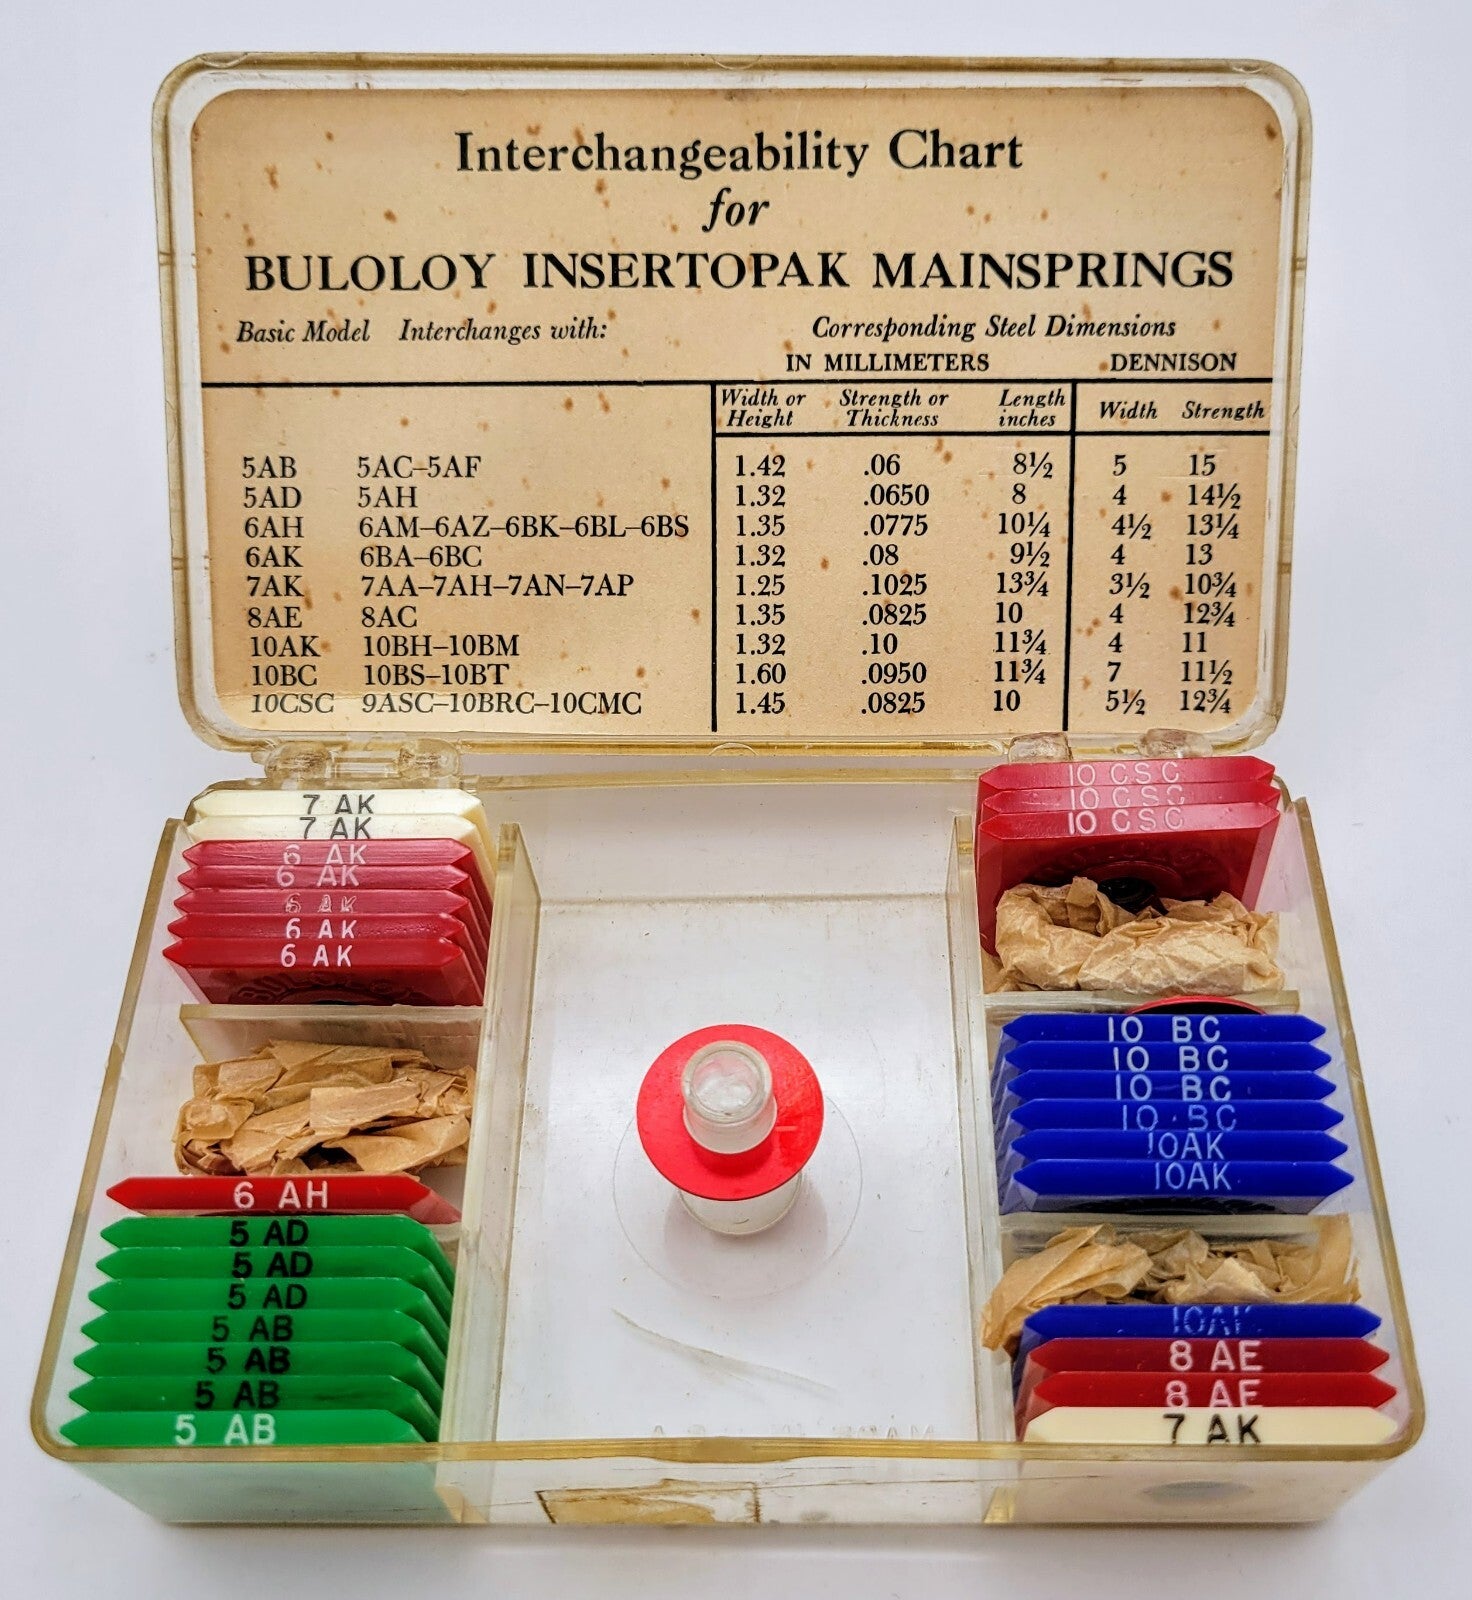 Interchangeability Chart
for
BULOLOY INSERTOPAK MAINSPRINGS
Basic Model Interchanges with: Corresponding Steel Dimensions
IN MILLIMETERS DENNISON
Width or Height Strength or Thickness Length inches Width Strength
5AB 5AC–5AF 1.42 .06 8½ 5 15
5AD 5AH 1.32 .0650 8 4 14½
6AH 6AM–6AZ–6BK–6BL–6BS 1.35 .0775 10¼ 4½ 13¼
6AK 6BA–6BC 1.32 .08 9½ 4 13
7AK 7AA–7AH–7AN–7AP 1.25 .1025 13¾ 3½ 10¾
8AE 8AC 1.35 .0825 10 4 12¾
10AK 10BH–10BM 1.32 .10 11¾ 4 11
10BC 10BS–10BT 1.60 .0950 11¾ 7 11½
10CSC 9ASC–10BRC–10CMC 1.45 .0825 10 5½ 12¾
7 AK
7 AK
6 AK
6 AK
6 AK
6 AK
6 AK
BULOLOY
6 AH
5 AD
5 AD
5 AD
5 AB
5 AB
5 AB
5 AB
10 CSC
10 CSC
10 CSC
10 BC
10 BC
10 BC
10 BC
10AK
10AK
10AK
8 AE
8 AE
7 AK
MADE IN U.S.A.